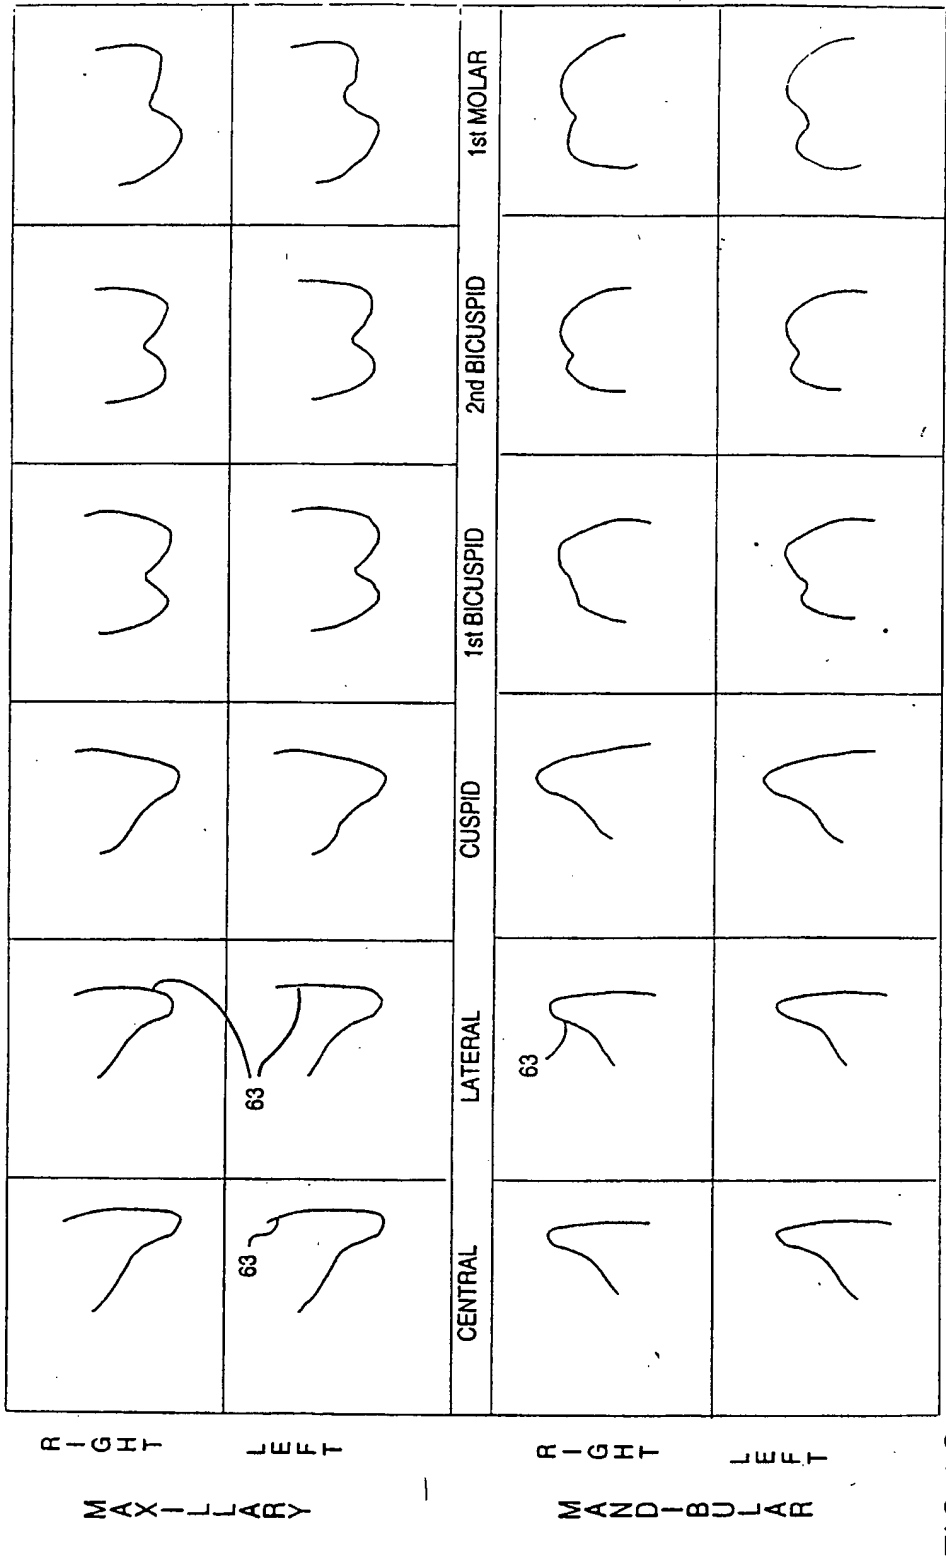 1st MOLAR
2nd BICUSPID
1st BICUSPID
CUSPID
LATERAL
CENTRAL
63
63
63
RIGHT
LEFT
MAXILLARY
RIGHT
LEFT
MANDIBULAR